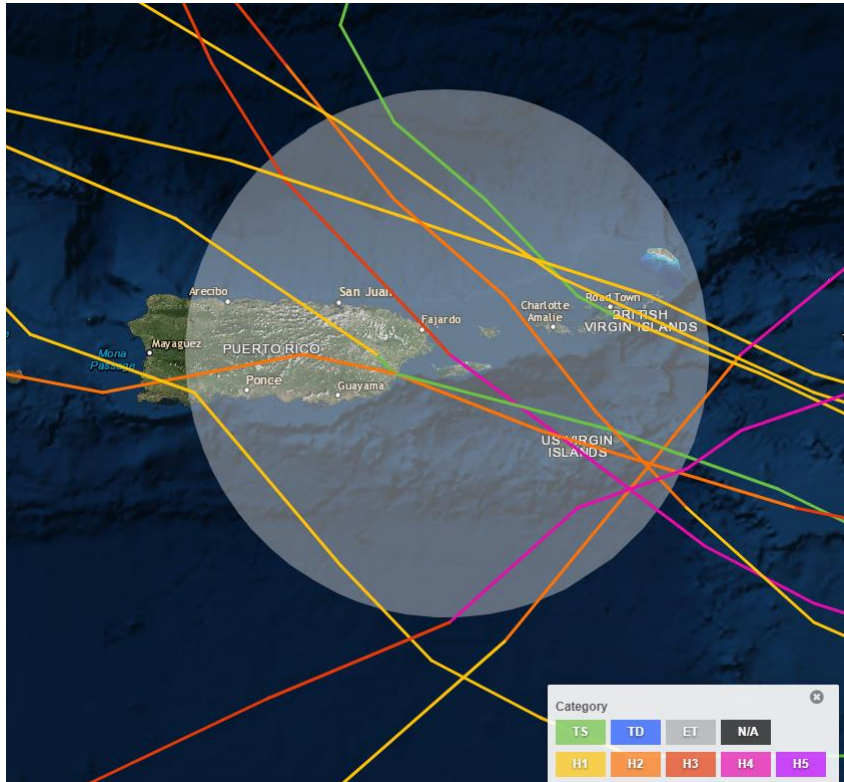 Arecibo
San Juan
Fajardo
Mayagüez
Mona
Passage
PUERTO RICO
Ponce
Guayama
Charlotte
Amalie
Road Town
BRITISH
VIRGIN ISLANDS
US VIRGIN
ISLANDS
Category
TS TD ET N/A
H1 H2 H3 H4 H5